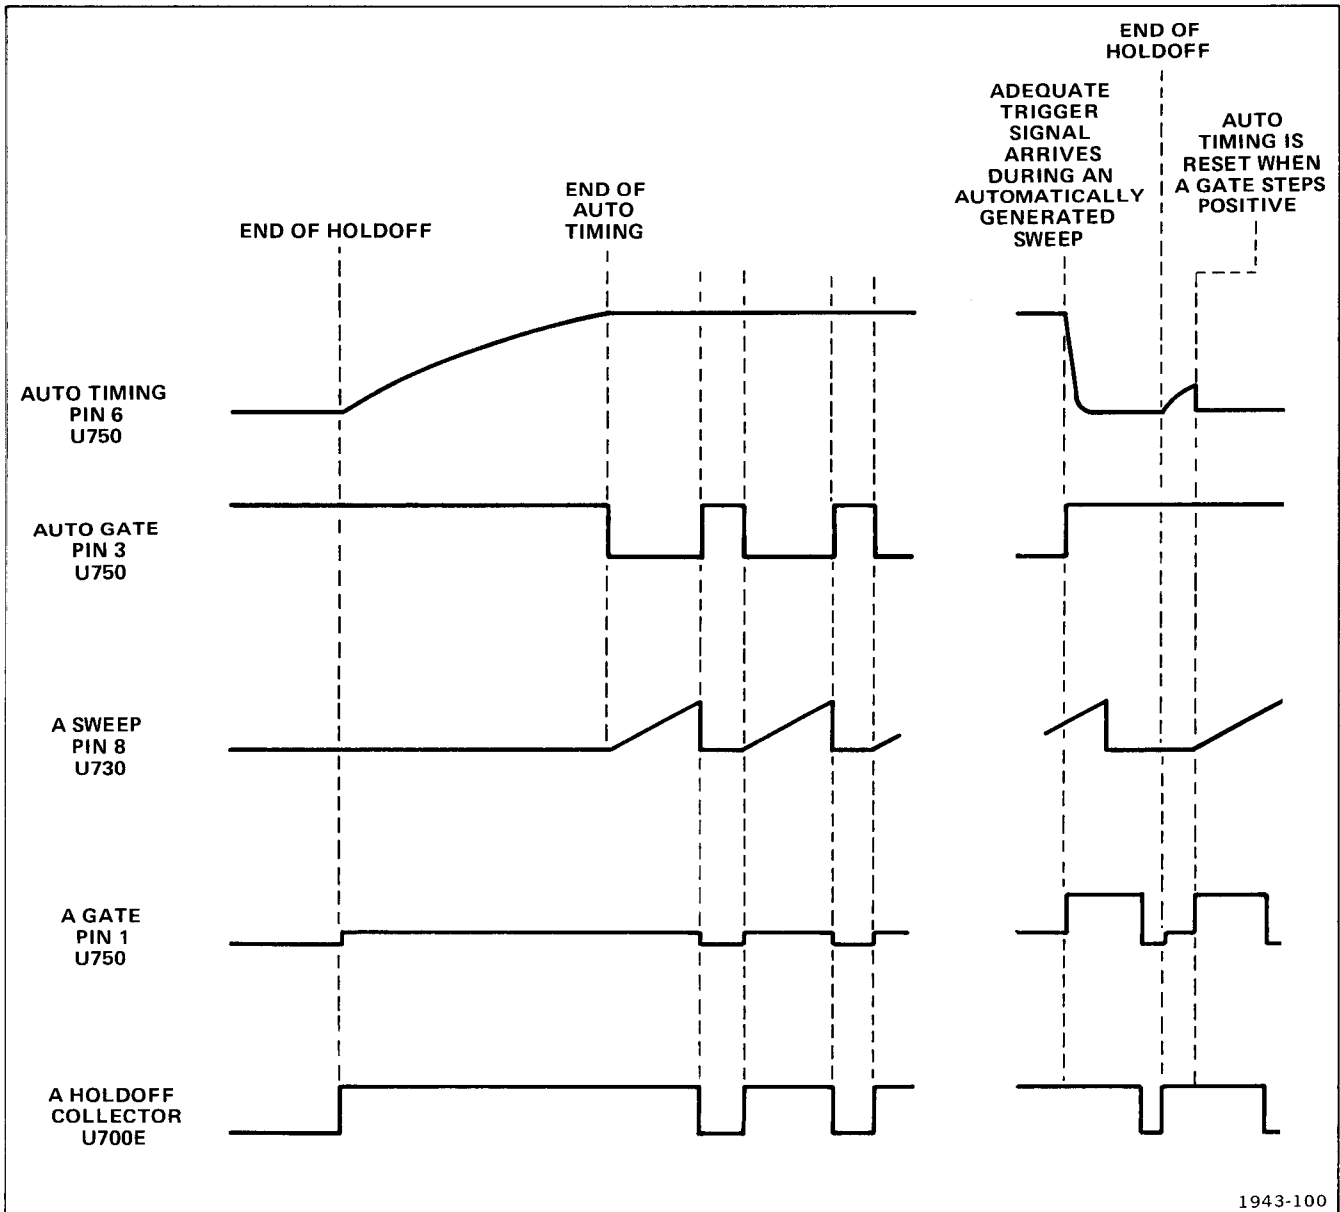 END OF
HOLDOFF
ADEQUATE
TRIGGER
SIGNAL
ARRIVES
DURING AN
AUTOMATICALLY
GENERATED
SWEEP
AUTO
TIMING IS
RESET WHEN
A GATE STEPS
POSITIVE
END OF HOLDOFF
END OF
AUTO
TIMING
AUTO TIMING
PIN 6
U750
AUTO GATE
PIN 3
U750
A SWEEP
PIN 8
U730
A GATE
PIN 1
U750
A HOLDOFF
COLLECTOR
U700E
1943-100